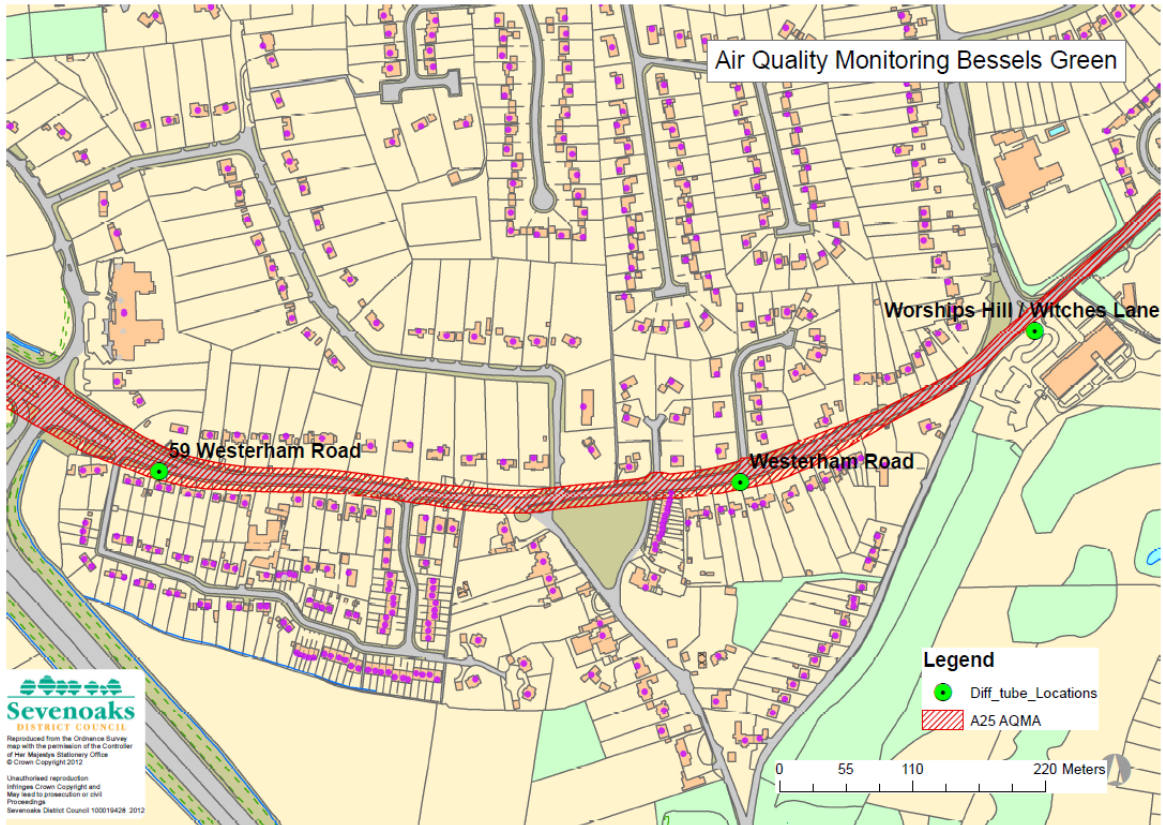 Air Quality Monitoring Bessels Green
Worships Hill / Witches Lane
59 Westerham Road
Westerham Road
Legend
Diff_tube_Locations
A25 AQMA
0 55 110 220 Meters
Sevenoaks
DISTRICT COUNCIL
Reproduced from the Ordnance Survey
map with the permission of the Controller
of Her Majestys Stationery Office
© Crown Copyright 2012
Unauthorised reproduction
Infringes Crown Copyright and
May lead to prosecution or civil
Proceedings
Sevenoaks District Council 100019428 2012